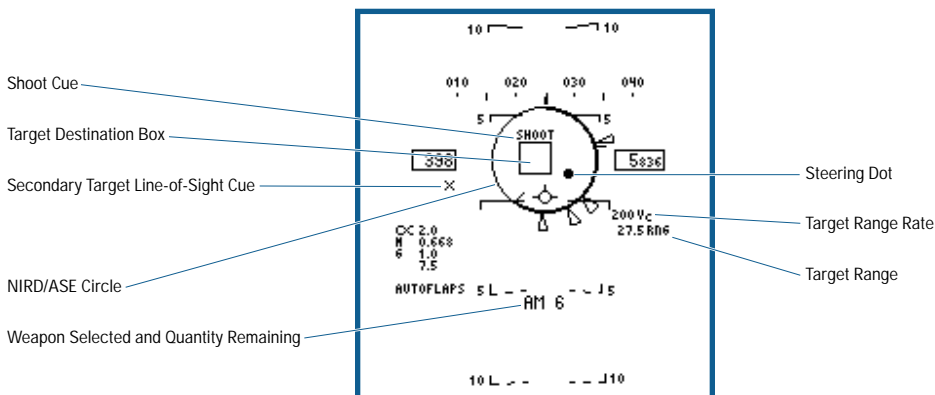 10 10
010 020 030 040
Shoot Cue
5 5
SHOOT
Target Destination Box
398 5836
Steering Dot
Secondary Target Line-of-Sight Cue
X
200 Vc
Target Range Rate
27.5 RNG
α 2.0
M 0.668
G 1.0
7.5
Target Range
NIRD/ASE Circle
AUTOFLAPS 5 5
AM 6
Weapon Selected and Quantity Remaining
10 10